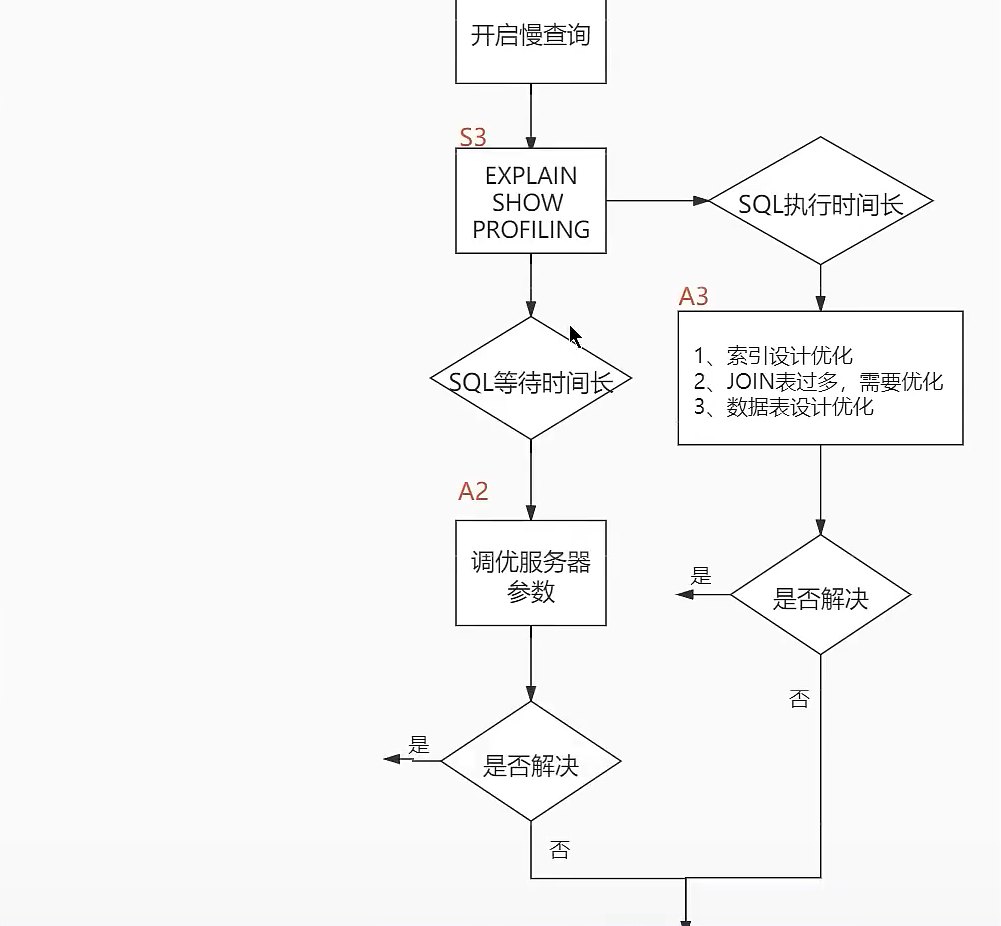 开启慢查询
S3
EXPLAIN
SHOW
PROFILING
SQL执行时间长
A3
1、索引设计优化
2、JOIN表过多，需要优化
3、数据表设计优化
SQL等待时间长
A2
调优服务器
参数
是
是否解决
否
是
是否解决
否